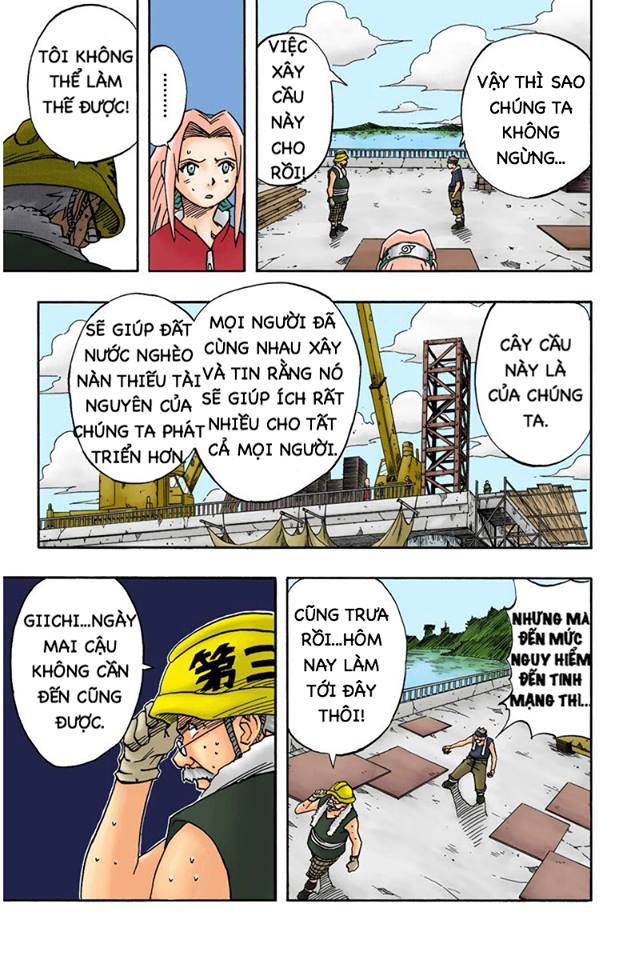 VẬY THÌ SAO
CHÚNG TA
KHÔNG
NGỪNG...
VIỆC
XÂY
CẦU
NÀY
CHO
RỒI!
.........
TÔI KHÔNG
THỂ LÀM
THẾ ĐƯỢC!
CÂY CẦU
NÀY LÀ
CỦA CHÚNG
TA.
MỌI NGƯỜI ĐÃ
CÙNG NHAU XÂY
VÀ TIN RẰNG NÓ
SẼ GIÚP ÍCH RẤT
NHIỀU CHO TẤT
CẢ MỌI NGƯỜI.
SẼ GIÚP ĐẤT
NƯỚC NGHÈO
NÀN THIẾU TÀI
NGUYÊN CỦA
CHÚNG TA PHÁT
TRIỂN HƠN.
NHƯNG MÀ
ĐẾN MỨC
NGUY HIỂM
ĐẾN TINH
MẠNG THÌ...
CŨNG TRƯA
RỒI...HÔM
NAY LÀM
TỚI ĐÂY
THÔI!
GIICHI...NGÀY
MAI CẬU
KHÔNG CẦN
ĐẾN CŨNG
ĐƯỢC.
第三